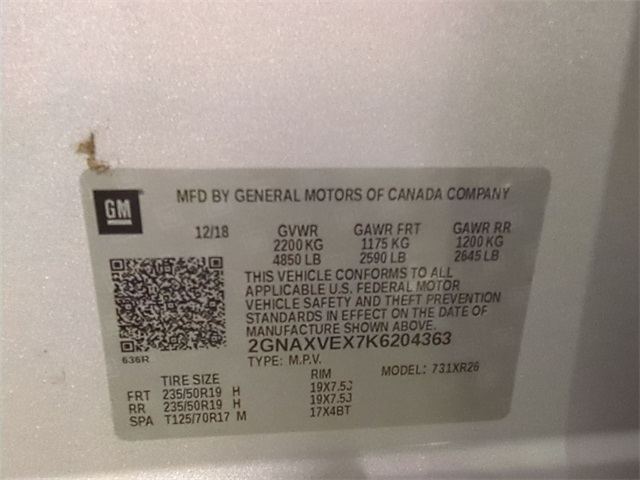 GM
MFD BY GENERAL MOTORS OF CANADA COMPANY
12/18 GVWR GAWR FRT GAWR RR
2200 KG 1175 KG 1200 KG
4850 LB 2590 LB 2645 LB
THIS VEHICLE CONFORMS TO ALL
APPLICABLE U.S. FEDERAL MOTOR
VEHICLE SAFETY AND THEFT PREVENTION
STANDARDS IN EFFECT ON THE DATE OF
MANUFACTURE SHOWN ABOVE.
2GNAXVEX7K6204363
636R
TYPE: M.P.V. MODEL: 731XR26
TIRE SIZE RIM
FRT 235/50R19 H 19X7.5J
RR 235/50R19 H 19X7.5J
SPA T125/70R17 M 17X4BT